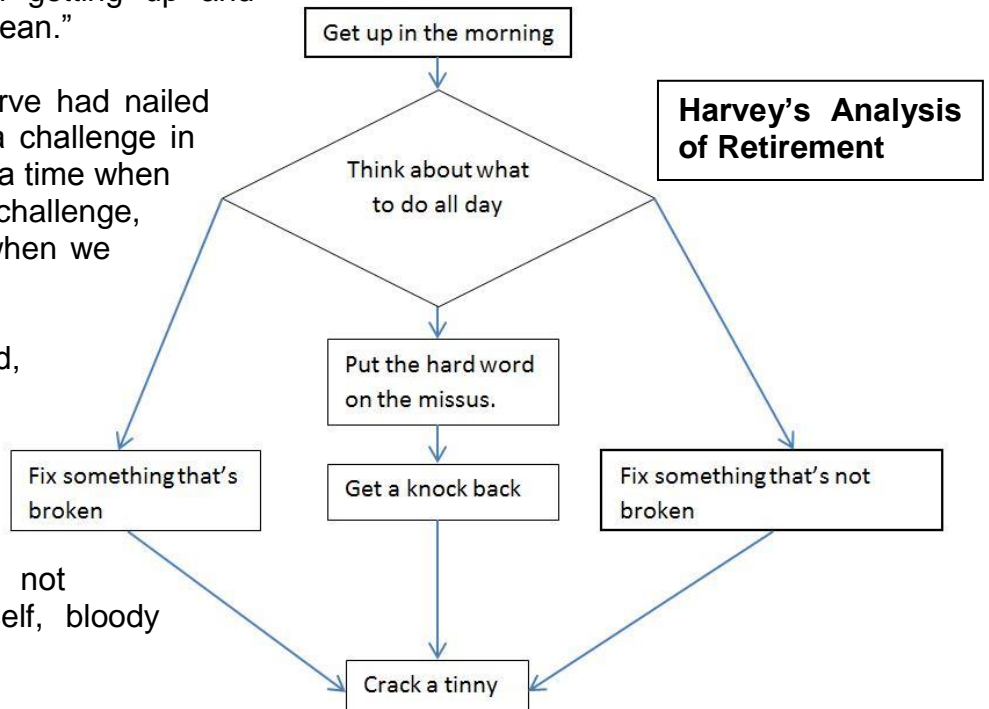 getting up and
ean.”
rve had nailed
a challenge in
a time when
challenge,
when we
d,
not
elf, bloody
Get up in the morning
Harvey’s Analysis
of Retirement
Think about what
to do all day
Put the hard word
on the missus.
Fix something that’s
broken
Get a knock back
Fix something that’s not
broken
Crack a tinny